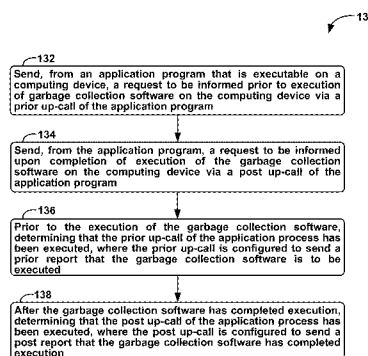 13
132
Send, from an application program that is executable on a
computing device, a request to be informed prior to execution
of garbage collection software on the computing device via a
prior up-call of the application program
134
Send, from the application program, a request to be informed
upon completion of execution of the garbage collection
software on the computing device via a post up-call of the
application program
136
Prior to the execution of the garbage collection software,
determining that the prior up-call of the application process has
been executed, where the prior up-call is configured to send a
prior report that the garbage collection software is to be
executed
138
After the garbage collection software has completed execution,
determining that the post up-call of the application process has
been executed, where the post up-call is configured to send a
post report that the garbage collection software has completed
execution